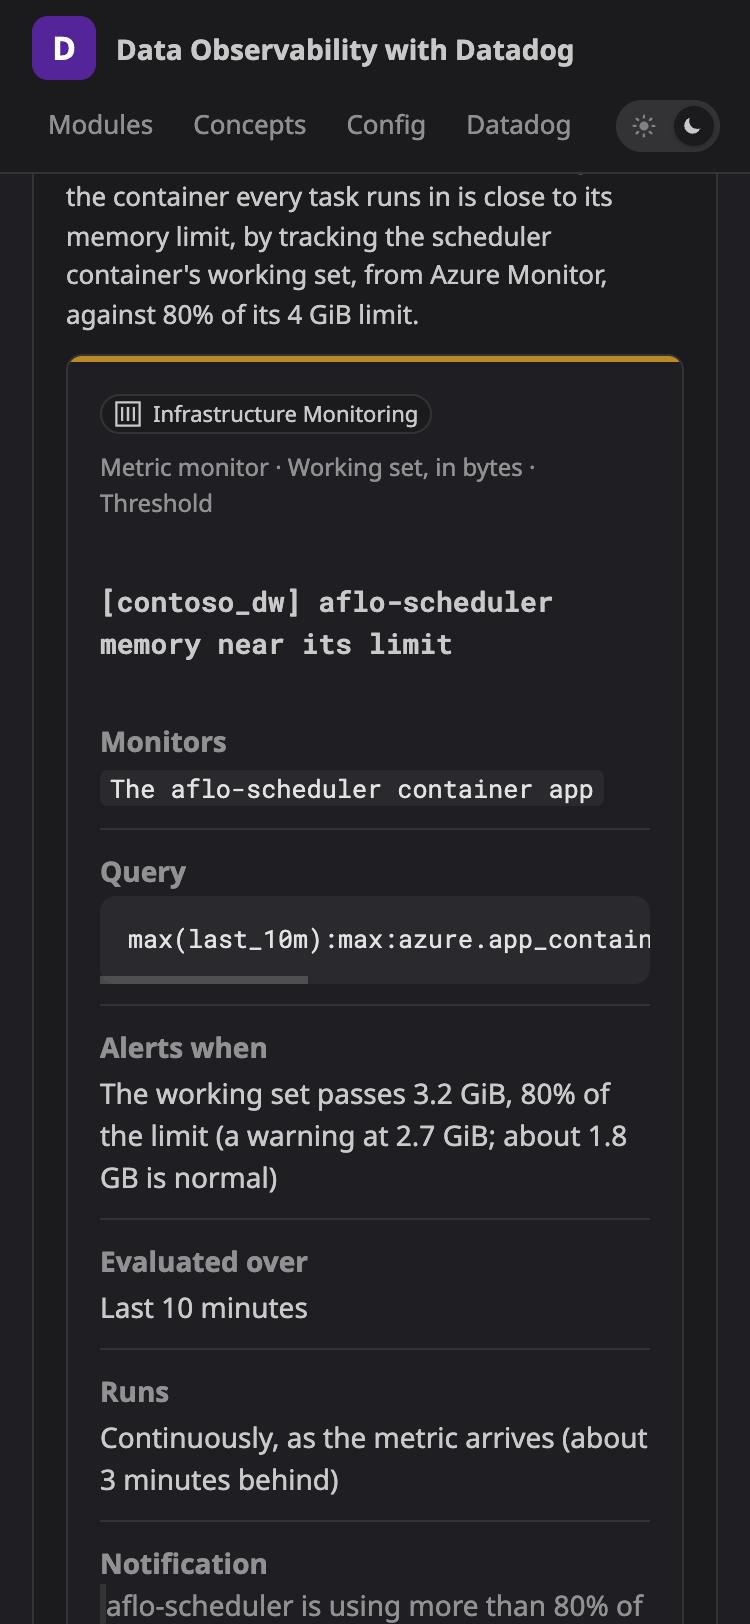 D
Data Observability with Datadog
Modules Concepts Config Datadog
the container every task runs in is close to its
memory limit, by tracking the scheduler
container's working set, from Azure Monitor,
against 80% of its 4 GiB limit.
Infrastructure Monitoring
Metric monitor · Working set, in bytes ·
Threshold
[contoso_dw] aflo-scheduler
memory near its limit
Monitors
The aflo-scheduler container app
Query
max(last_10m):max:azure.app_contain
Alerts when
The working set passes 3.2 GiB, 80% of
the limit (a warning at 2.7 GiB; about 1.8
GB is normal)
Evaluated over
Last 10 minutes
Runs
Continuously, as the metric arrives (about
3 minutes behind)
Notification
aflo-scheduler is using more than 80% of